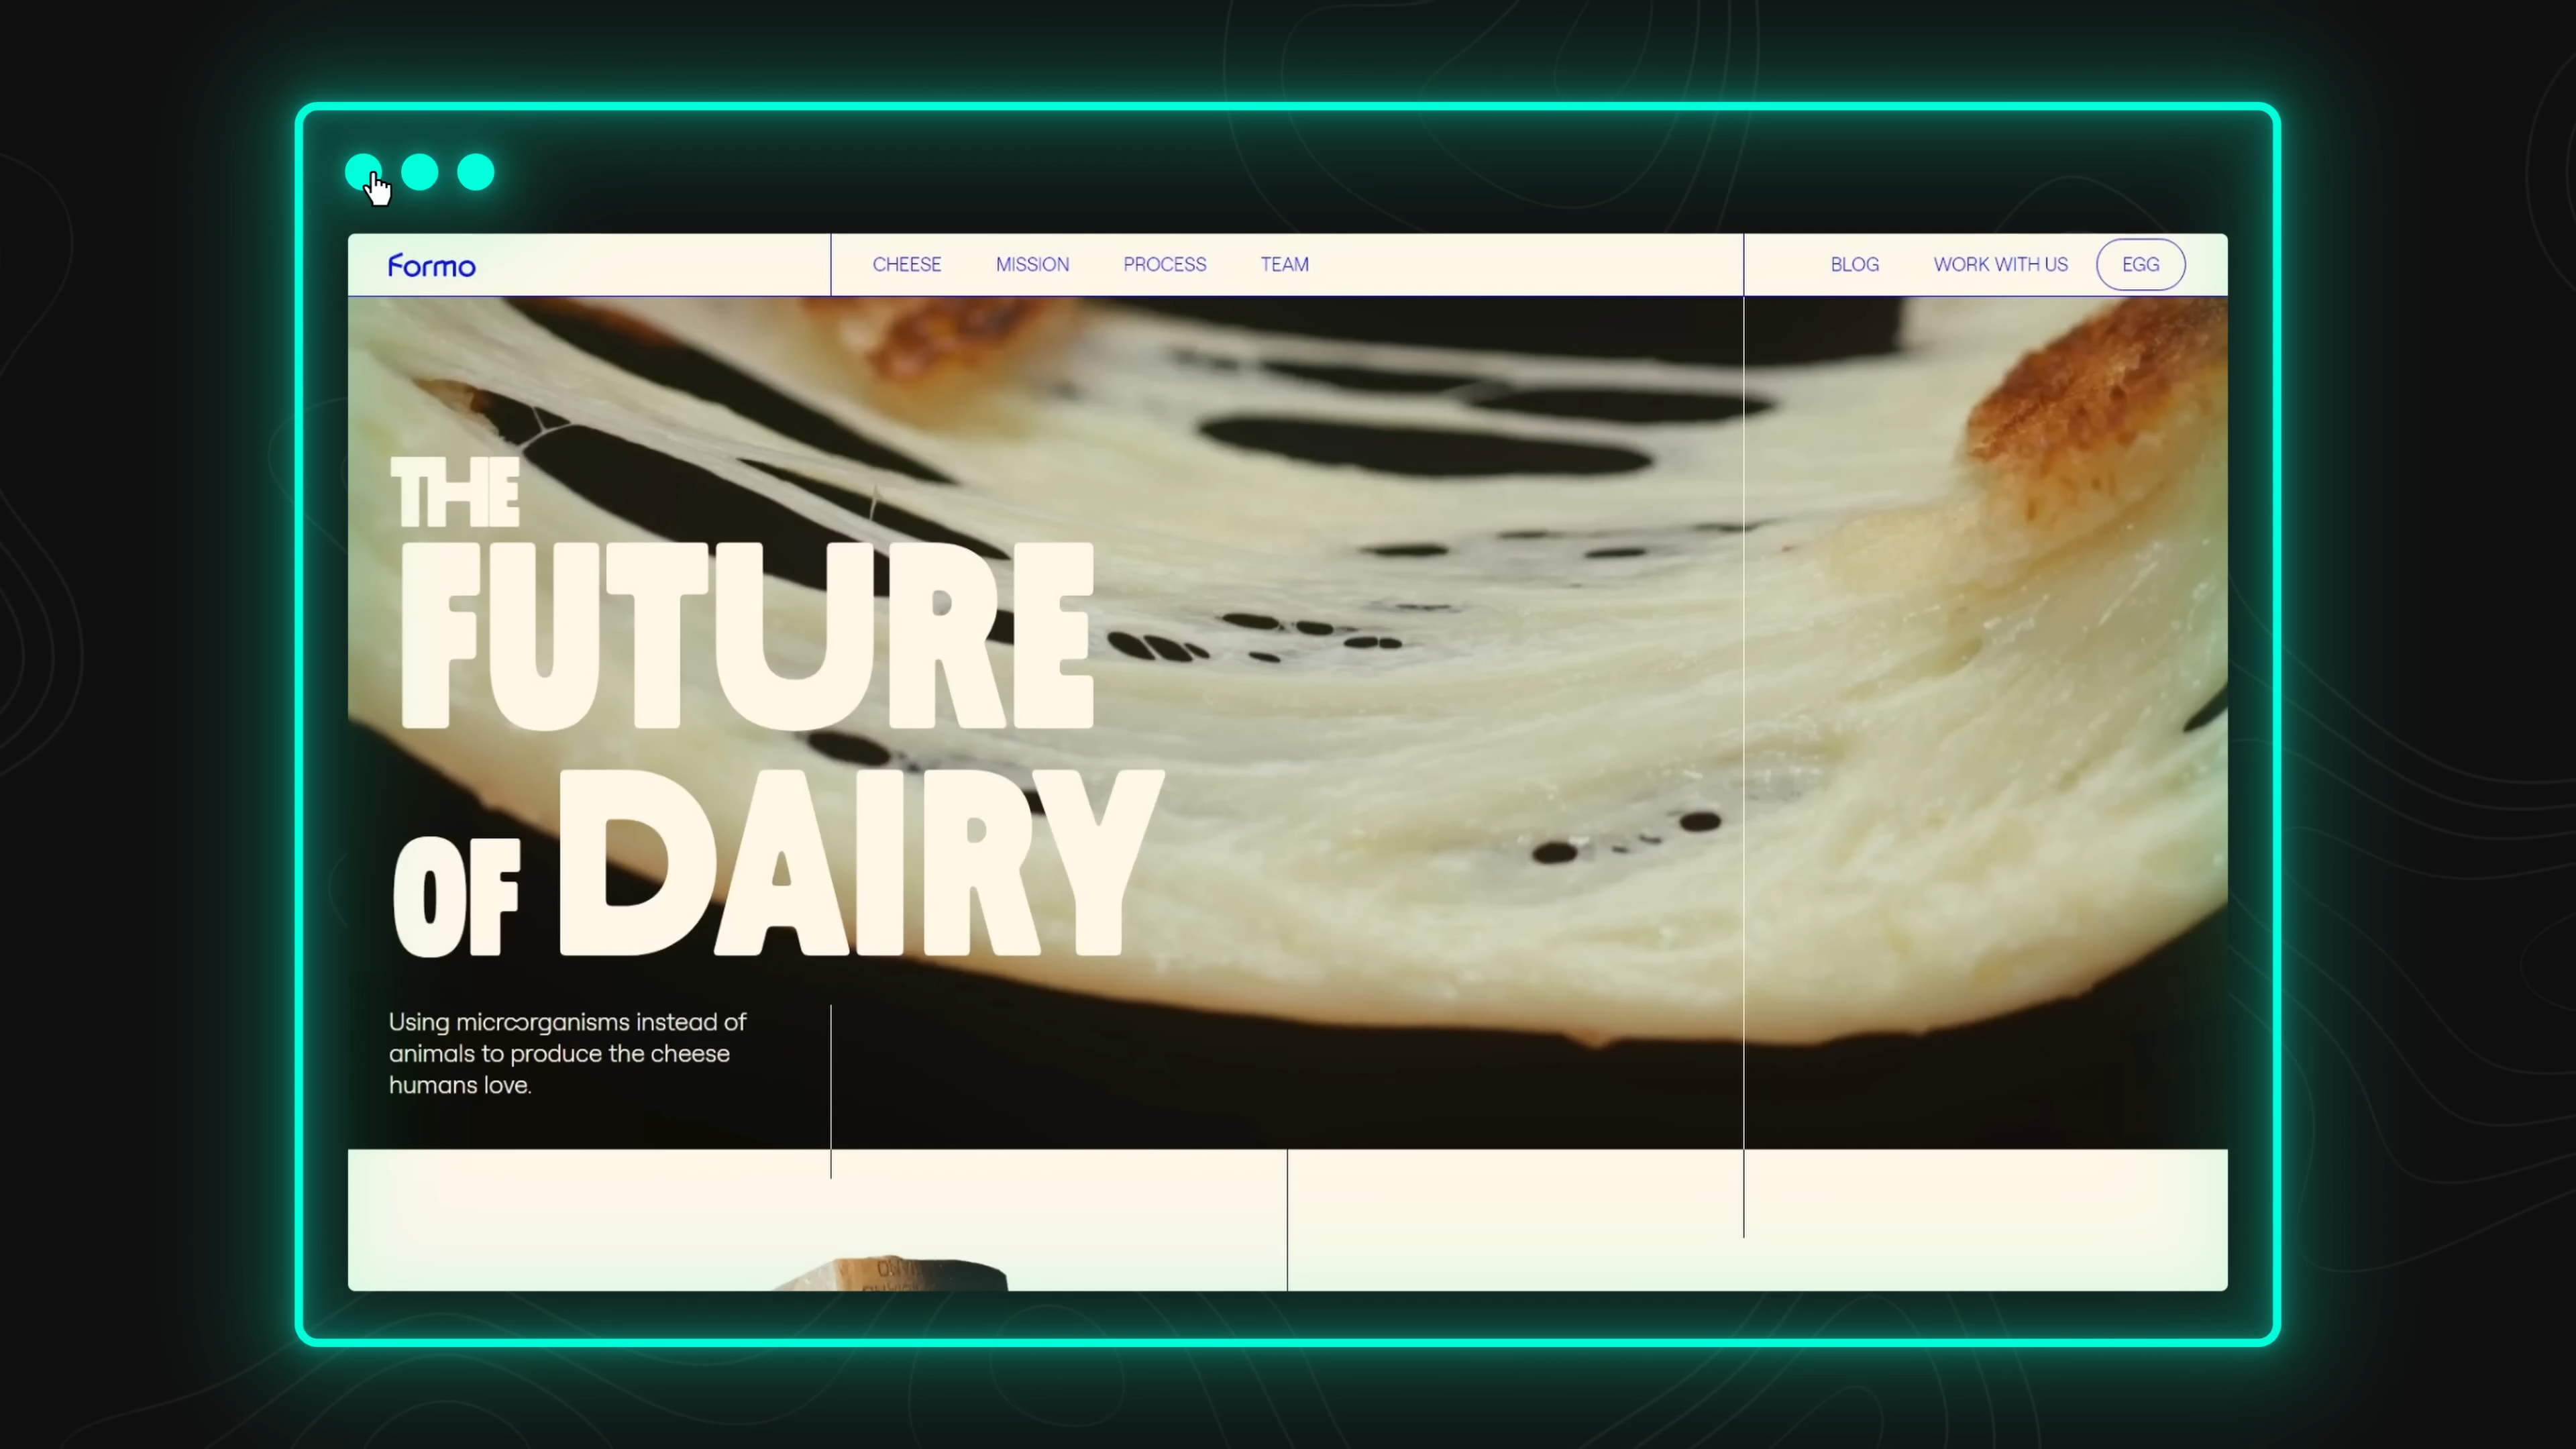 Formo
CHEESE MISSION PROCESS TEAM
BLOG WORK WITH US EGG
THE
FUTURE
OF DAIRY
Using microorganisms instead of
animals to produce the cheese
humans love.